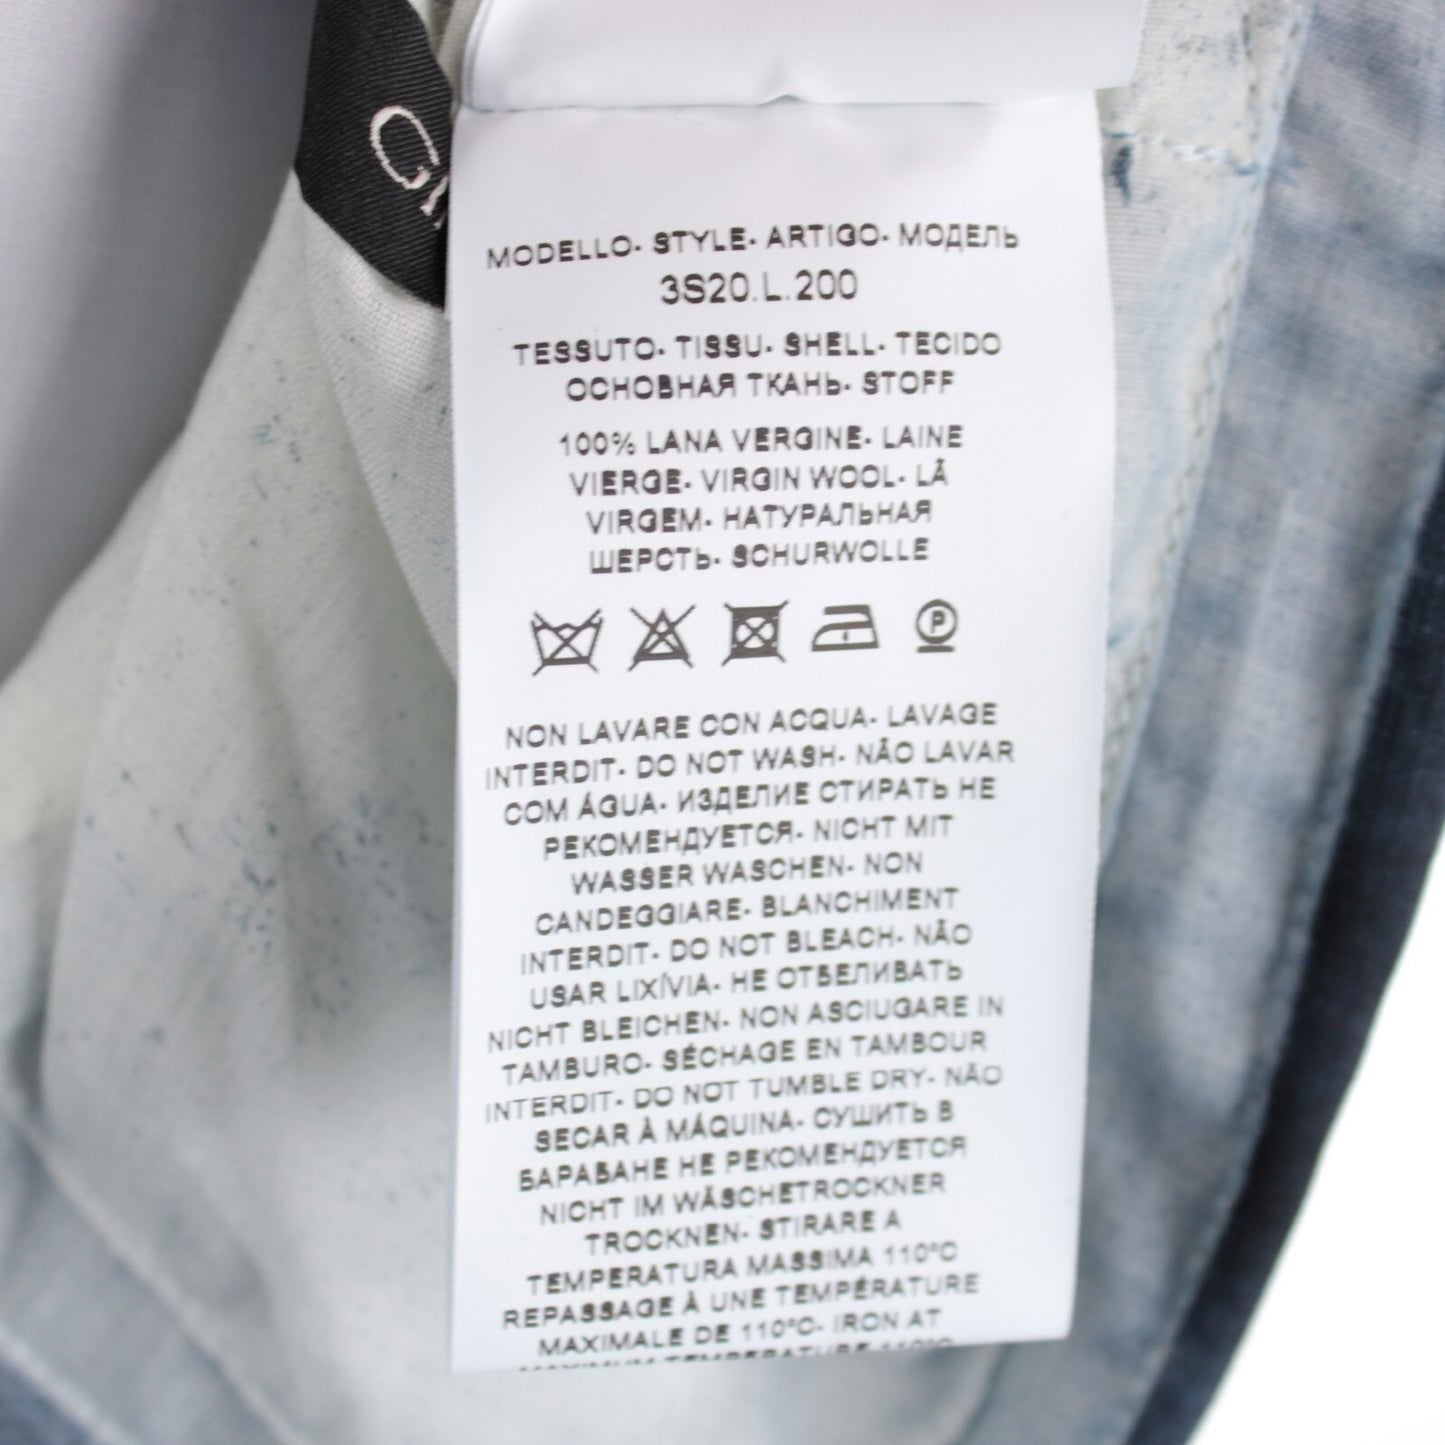 MODELLO- STYLE- ARTIGO- МОДЕЛЬ
3S20.L.200
TESSUTO- TISSU- SHELL- TECIDO
ОСНОВНАЯ ТКАНЬ- STOFF
100% LANA VERGINE- LAINE
VIERGE- VIRGIN WOOL- LÃ
VIRGEM- НАТУРАЛЬНАЯ
ШЕРСТЬ- SCHURWOLLE
P
NON LAVARE CON ACQUA- LAVAGE
INTERDIT- DO NOT WASH- NÃO LAVAR
COM ÁGUA- ИЗДЕЛИЕ СТИРАТЬ НЕ
РЕКОМЕНДУЕТСЯ- NICHT MIT
WASSER WASCHEN- NON
CANDEGGIARE- BLANCHIMENT
INTERDIT- DO NOT BLEACH- NÃO
USAR LIXÍVIA- НЕ ОТБЕЛИВАТЬ
NICHT BLEICHEN- NON ASCIUGARE IN
TAMBURO- SÉCHAGE EN TAMBOUR
INTERDIT- DO NOT TUMBLE DRY- NÃO
SECAR À MÁQUINA- СУШИТЬ В
БАРАБАНЕ НЕ РЕКОМЕНДУЕТСЯ
NICHT IM WÄSCHETROCKNER
TROCKNEN- STIRARE A
TEMPERATURA MASSIMA 110°C
REPASSAGE À UNE TEMPÉRATURE
MAXIMALE DE 110°C- IRON AT
MAXIMUM TEMPERATURE 110°C